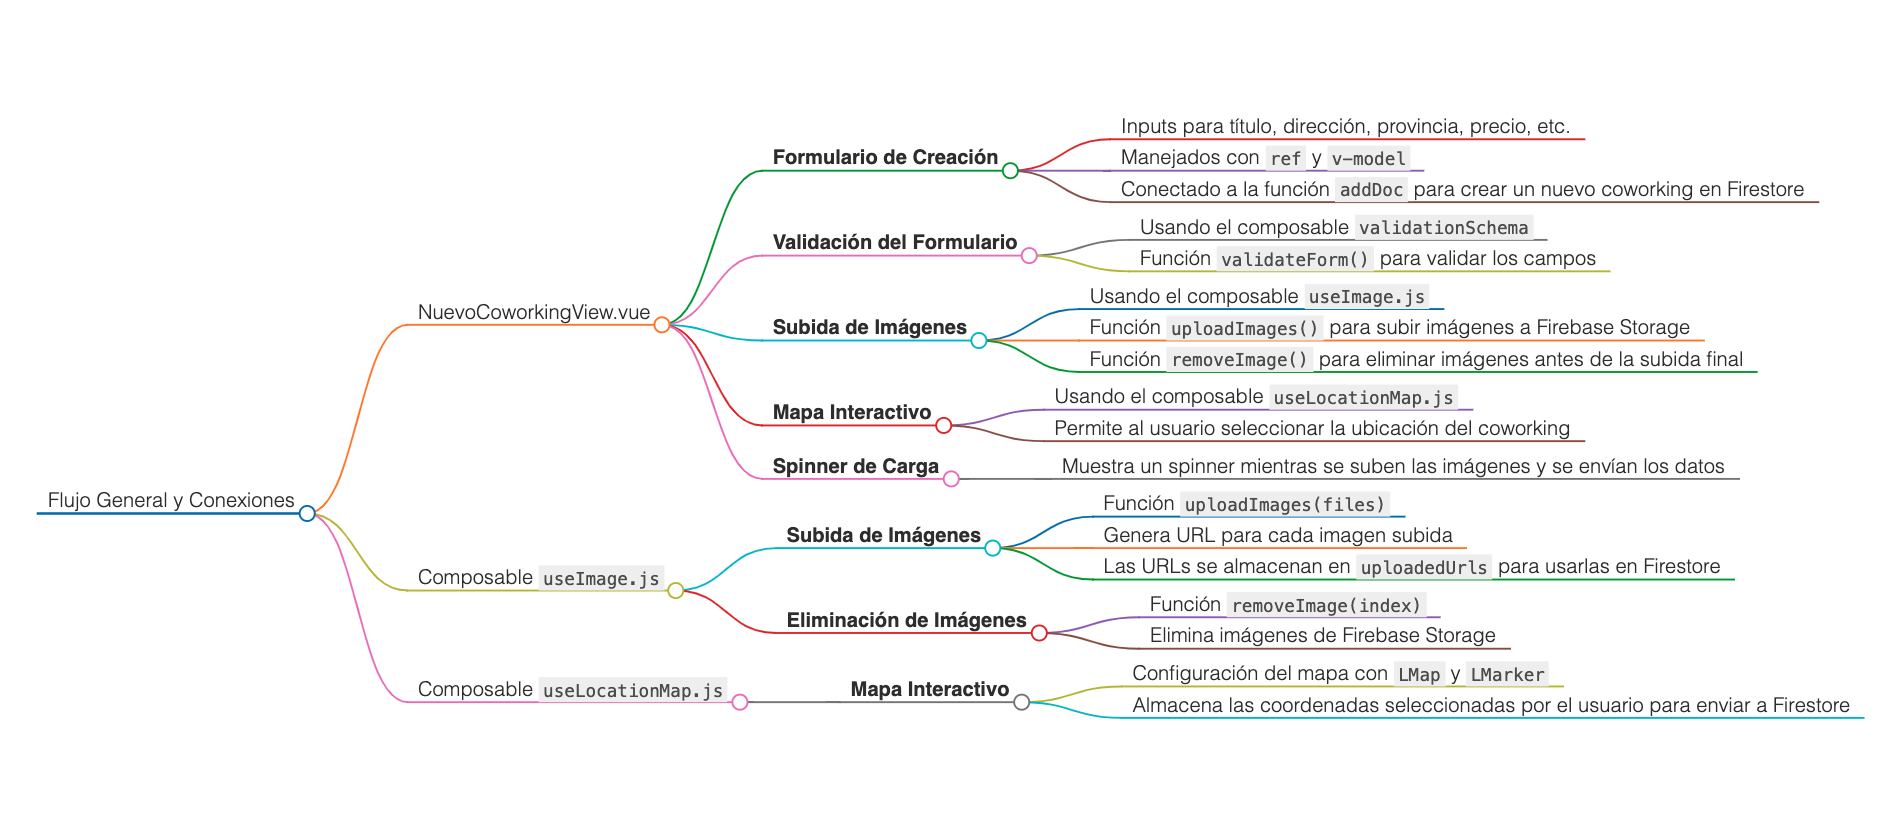 Flujo General y Conexiones
NuevoCoworkingView.vue
Formulario de Creación
Inputs para título, dirección, provincia, precio, etc.
Manejados con ref y v-model
Conectado a la función addDoc para crear un nuevo coworking en Firestore
Validación del Formulario
Usando el composable validationSchema
Función validateForm() para validar los campos
Subida de Imágenes
Usando el composable useImage.js
Función uploadImages() para subir imágenes a Firebase Storage
Función removeImage() para eliminar imágenes antes de la subida final
Mapa Interactivo
Usando el composable useLocationMap.js
Permite al usuario seleccionar la ubicación del coworking
Spinner de Carga
Muestra un spinner mientras se suben las imágenes y se envían los datos
Composable useImage.js
Subida de Imágenes
Función uploadImages(files)
Genera URL para cada imagen subida
Las URLs se almacenan en uploadedUrls para usarlas en Firestore
Eliminación de Imágenes
Función removeImage(index)
Elimina imágenes de Firebase Storage
Composable useLocationMap.js
Mapa Interactivo
Configuración del mapa con LMap y LMarker
Almacena las coordenadas seleccionadas por el usuario para enviar a Firestore